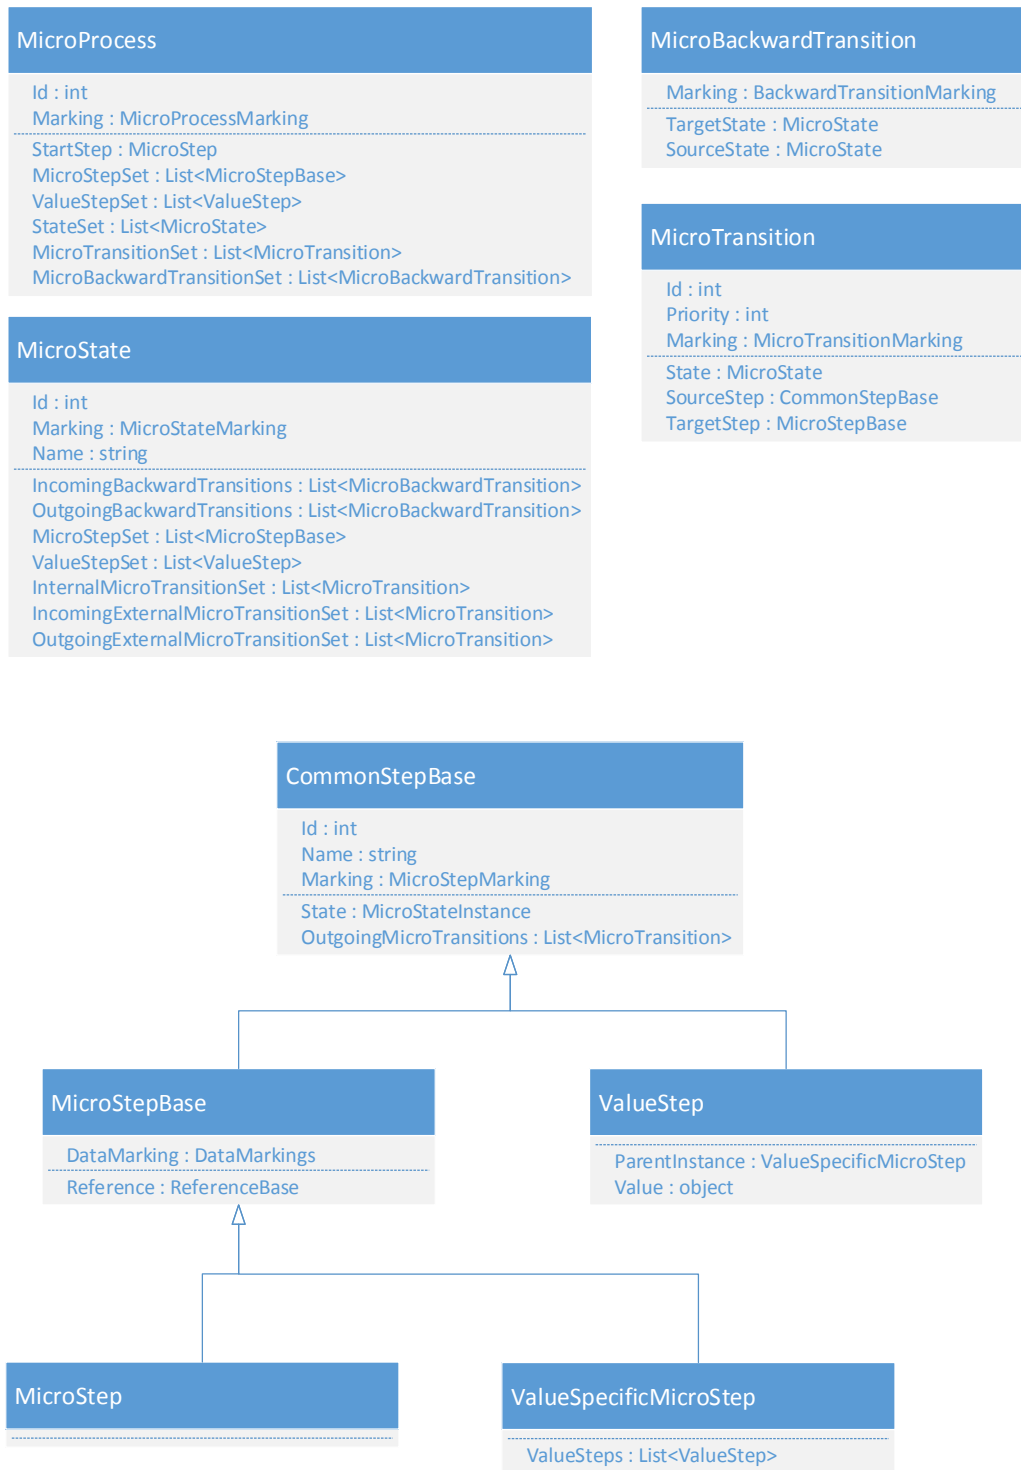 MicroProcess
Id : int
Marking : MicroProcessMarking
StartStep : MicroStep
MicroStepSet : List<MicroStepBase>
ValueStepSet : List<ValueStep>
StateSet : List<MicroState>
MicroTransitionSet : List<MicroTransition>
MicroBackwardTransitionSet : List<MicroBackwardTransition>
MicroBackwardTransition
Marking : BackwardTransitionMarking
TargetState : MicroState
SourceState : MicroState
MicroTransition
Id : int
Priority : int
Marking : MicroTransitionMarking
State : MicroState
SourceStep : CommonStepBase
TargetStep : MicroStepBase
MicroState
Id : int
Marking : MicroStateMarking
Name : string
IncomingBackwardTransitions : List<MicroBackwardTransition>
OutgoingBackwardTransitions : List<MicroBackwardTransition>
MicroStepSet : List<MicroStepBase>
ValueStepSet : List<ValueStep>
InternalMicroTransitionSet : List<MicroTransition>
IncomingExternalMicroTransitionSet : List<MicroTransition>
OutgoingExternalMicroTransitionSet : List<MicroTransition>
CommonStepBase
Id : int
Name : string
Marking : MicroStepMarking
State : MicroStateInstance
OutgoingMicroTransitions : List<MicroTransition>
MicroStepBase
DataMarking : DataMarkings
Reference : ReferenceBase
ValueStep
ParentInstance : ValueSpecificMicroStep
Value : object
MicroStep
ValueSpecificMicroStep
ValueSteps : List<ValueStep>